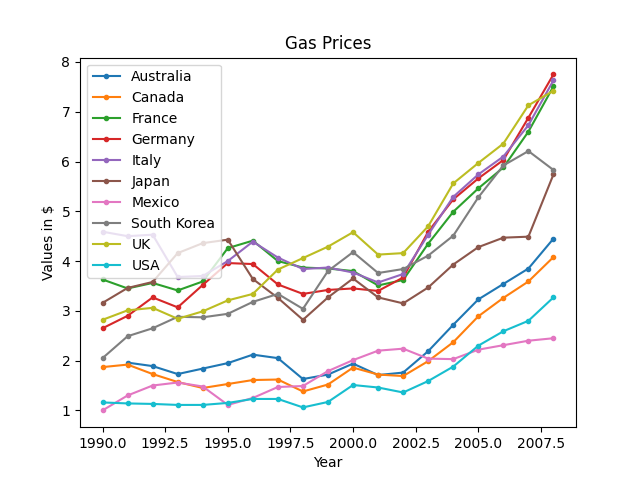 Gas Prices
8
7
6
5
4
3
2
1
Values in $
Australia
Canada
France
Germany
Italy
Japan
Mexico
South Korea
UK
USA
1990.0 1992.5 1995.0 1997.5 2000.0 2002.5 2005.0 2007.5
Year